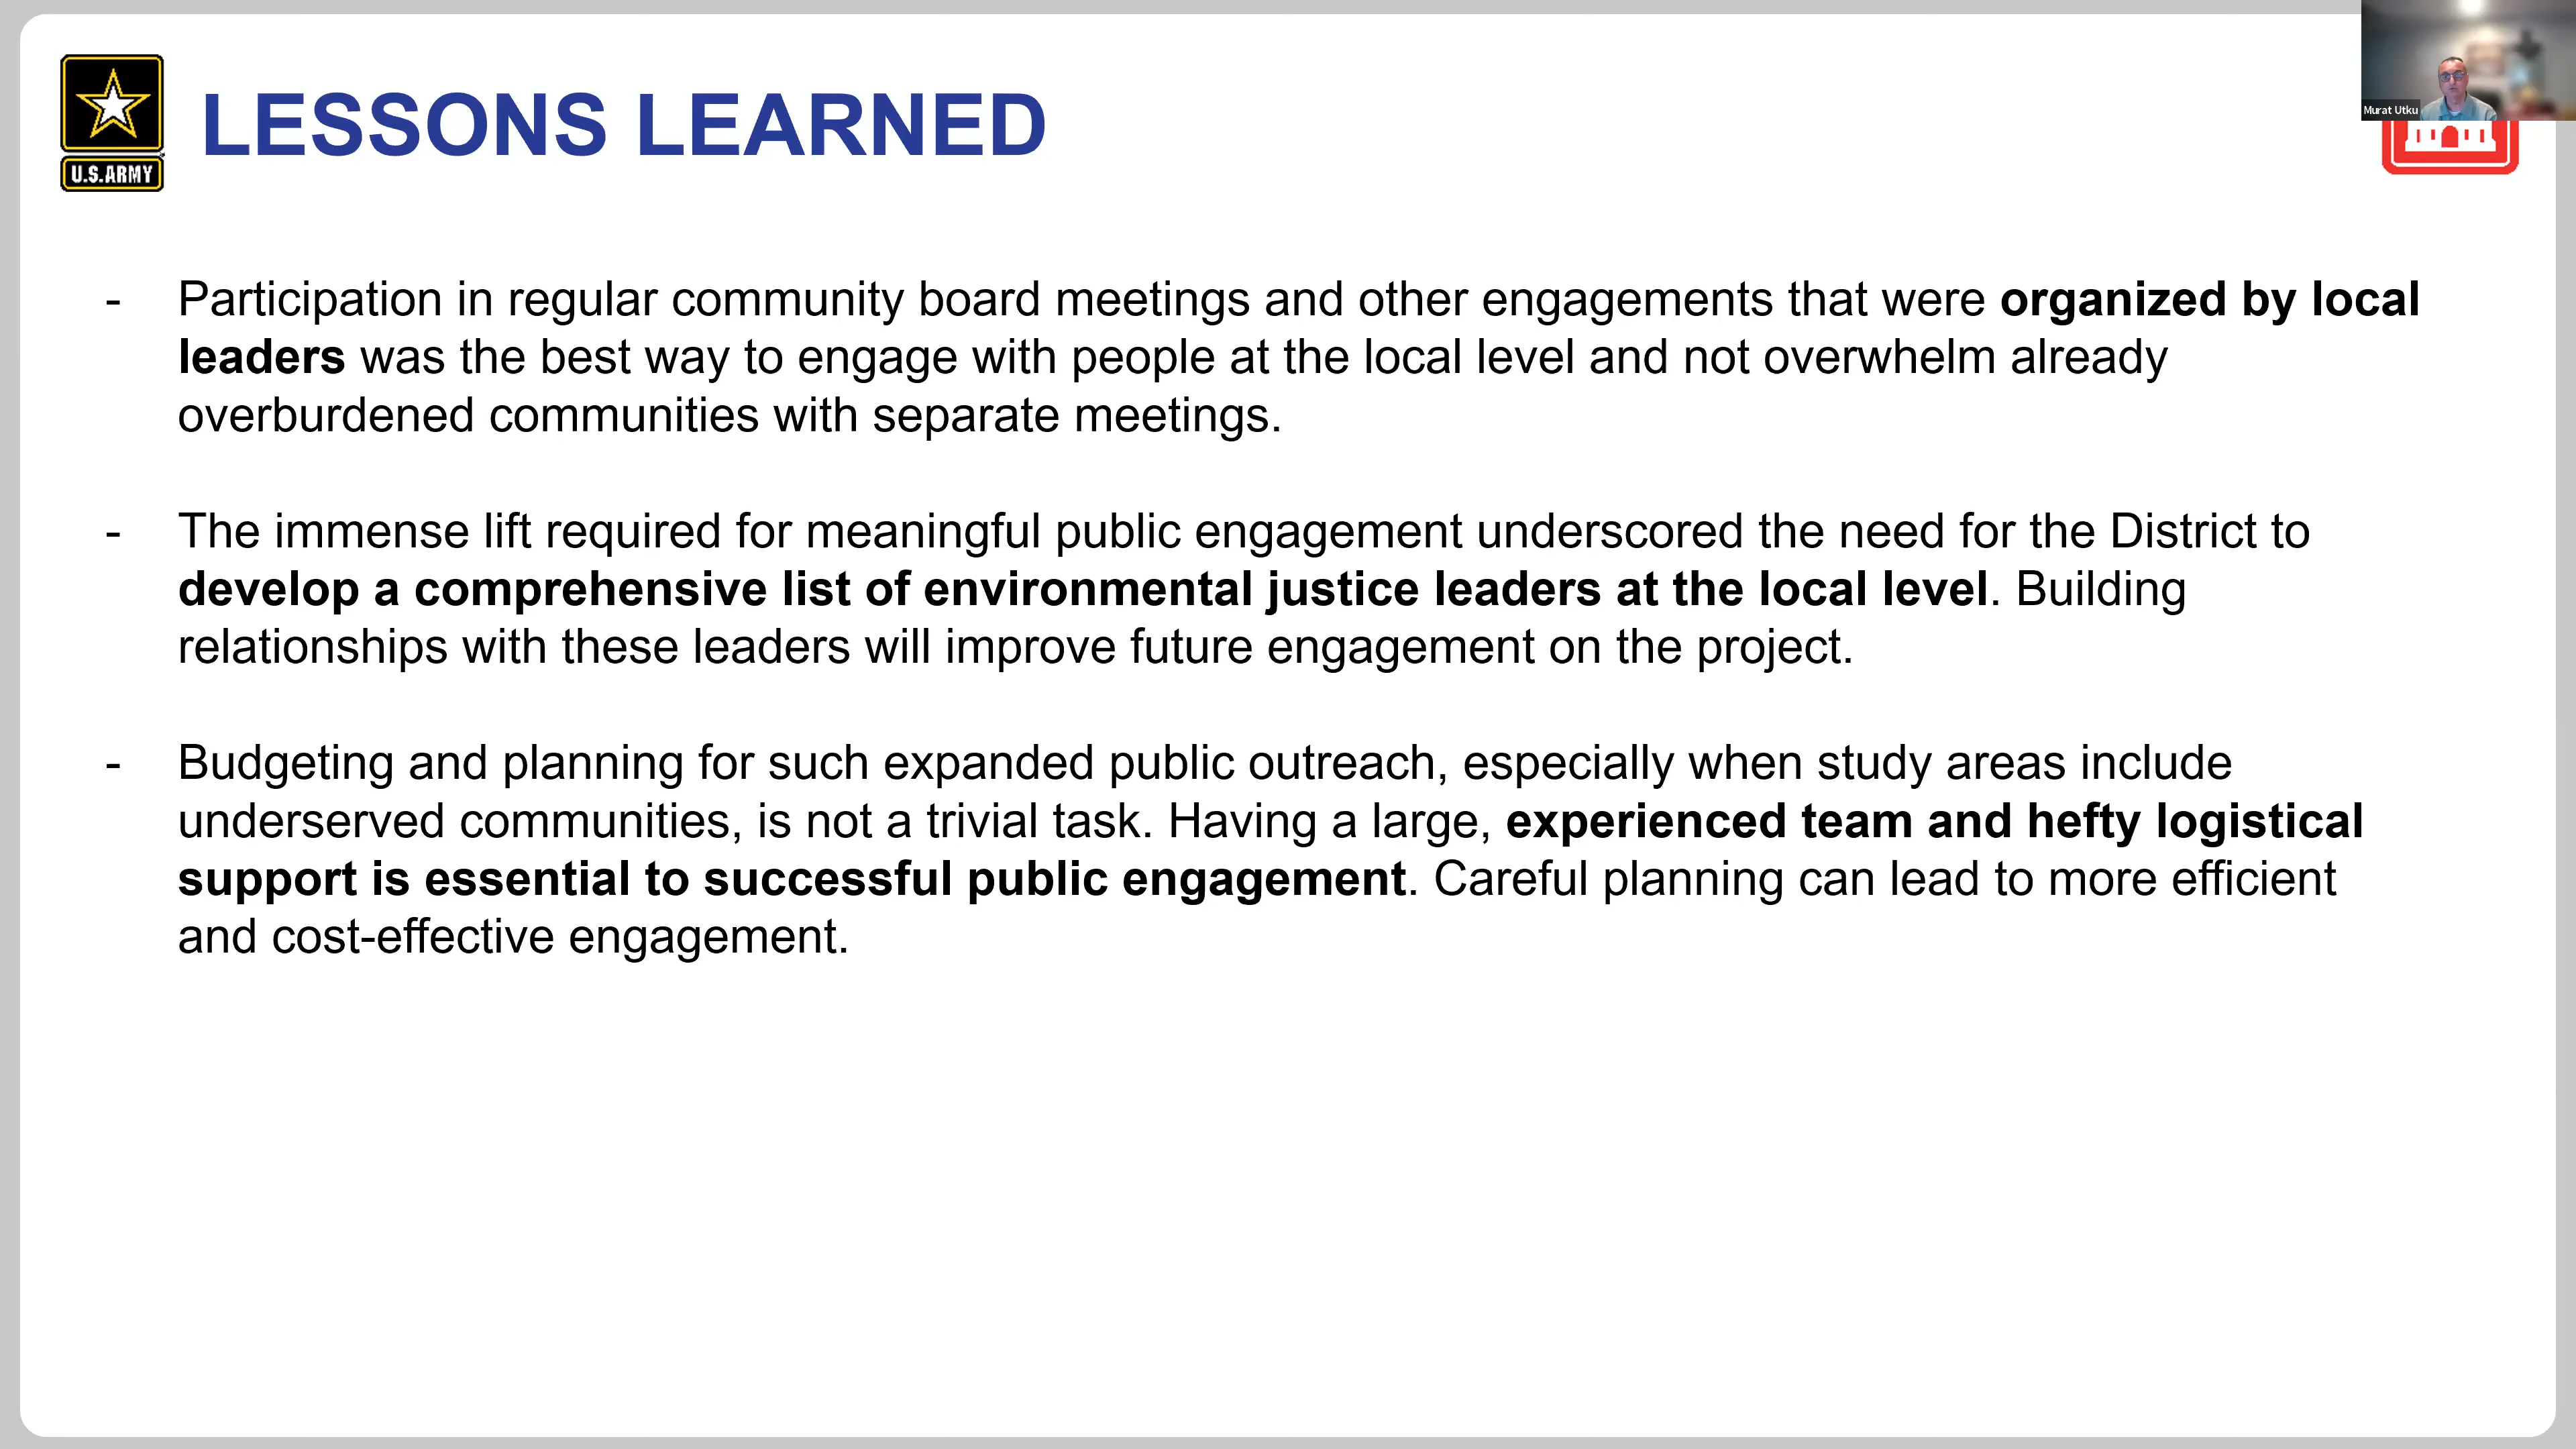 LESSONS LEARNED
U.S.ARMY
Murat Utku
- Participation in regular community board meetings and other engagements that were organized by local
leaders was the best way to engage with people at the local level and not overwhelm already
overburdened communities with separate meetings.
- The immense lift required for meaningful public engagement underscored the need for the District to
develop a comprehensive list of environmental justice leaders at the local level. Building
relationships with these leaders will improve future engagement on the project.
- Budgeting and planning for such expanded public outreach, especially when study areas include
underserved communities, is not a trivial task. Having a large, experienced team and hefty logistical
support is essential to successful public engagement. Careful planning can lead to more efficient
and cost-effective engagement.